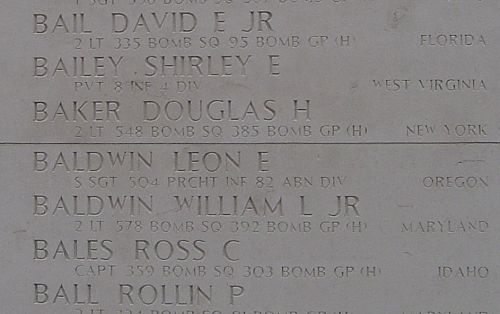 BAIL DAVID E JR
2 LT 335 BOMB SQ 95 BOMB GP (H) FLORIDA
BAILEY SHIRLEY E
PVT 8 INF 4 DIV WEST VIRGINIA
BAKER DOUGLAS H
2 LT 548 BOMB SQ 385 BOMB GP (H) NEW YORK
BALDWIN LEON E
S SGT 504 PRCHT INF 82 ABN DIV OREGON
BALDWIN WILLIAM L JR
2 LT 578 BOMB SQ 392 BOMB GP (H) MARYLAND
BALES ROSS C
CAPT 359 BOMB SQ 303 BOMB GP (H) IDAHO
BALL ROLLIN P